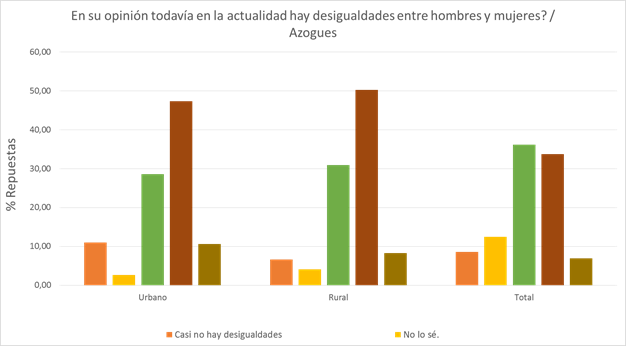 En su opinión todavía en la actualidad hay desigualdades entre hombres y mujeres? /
Azogues
60,00
50,00
40,00
30,00
20,00
10,00
0,00
% Repuestas
Urbano
Rural
Total
Casi no hay desigualdades
No lo sé.